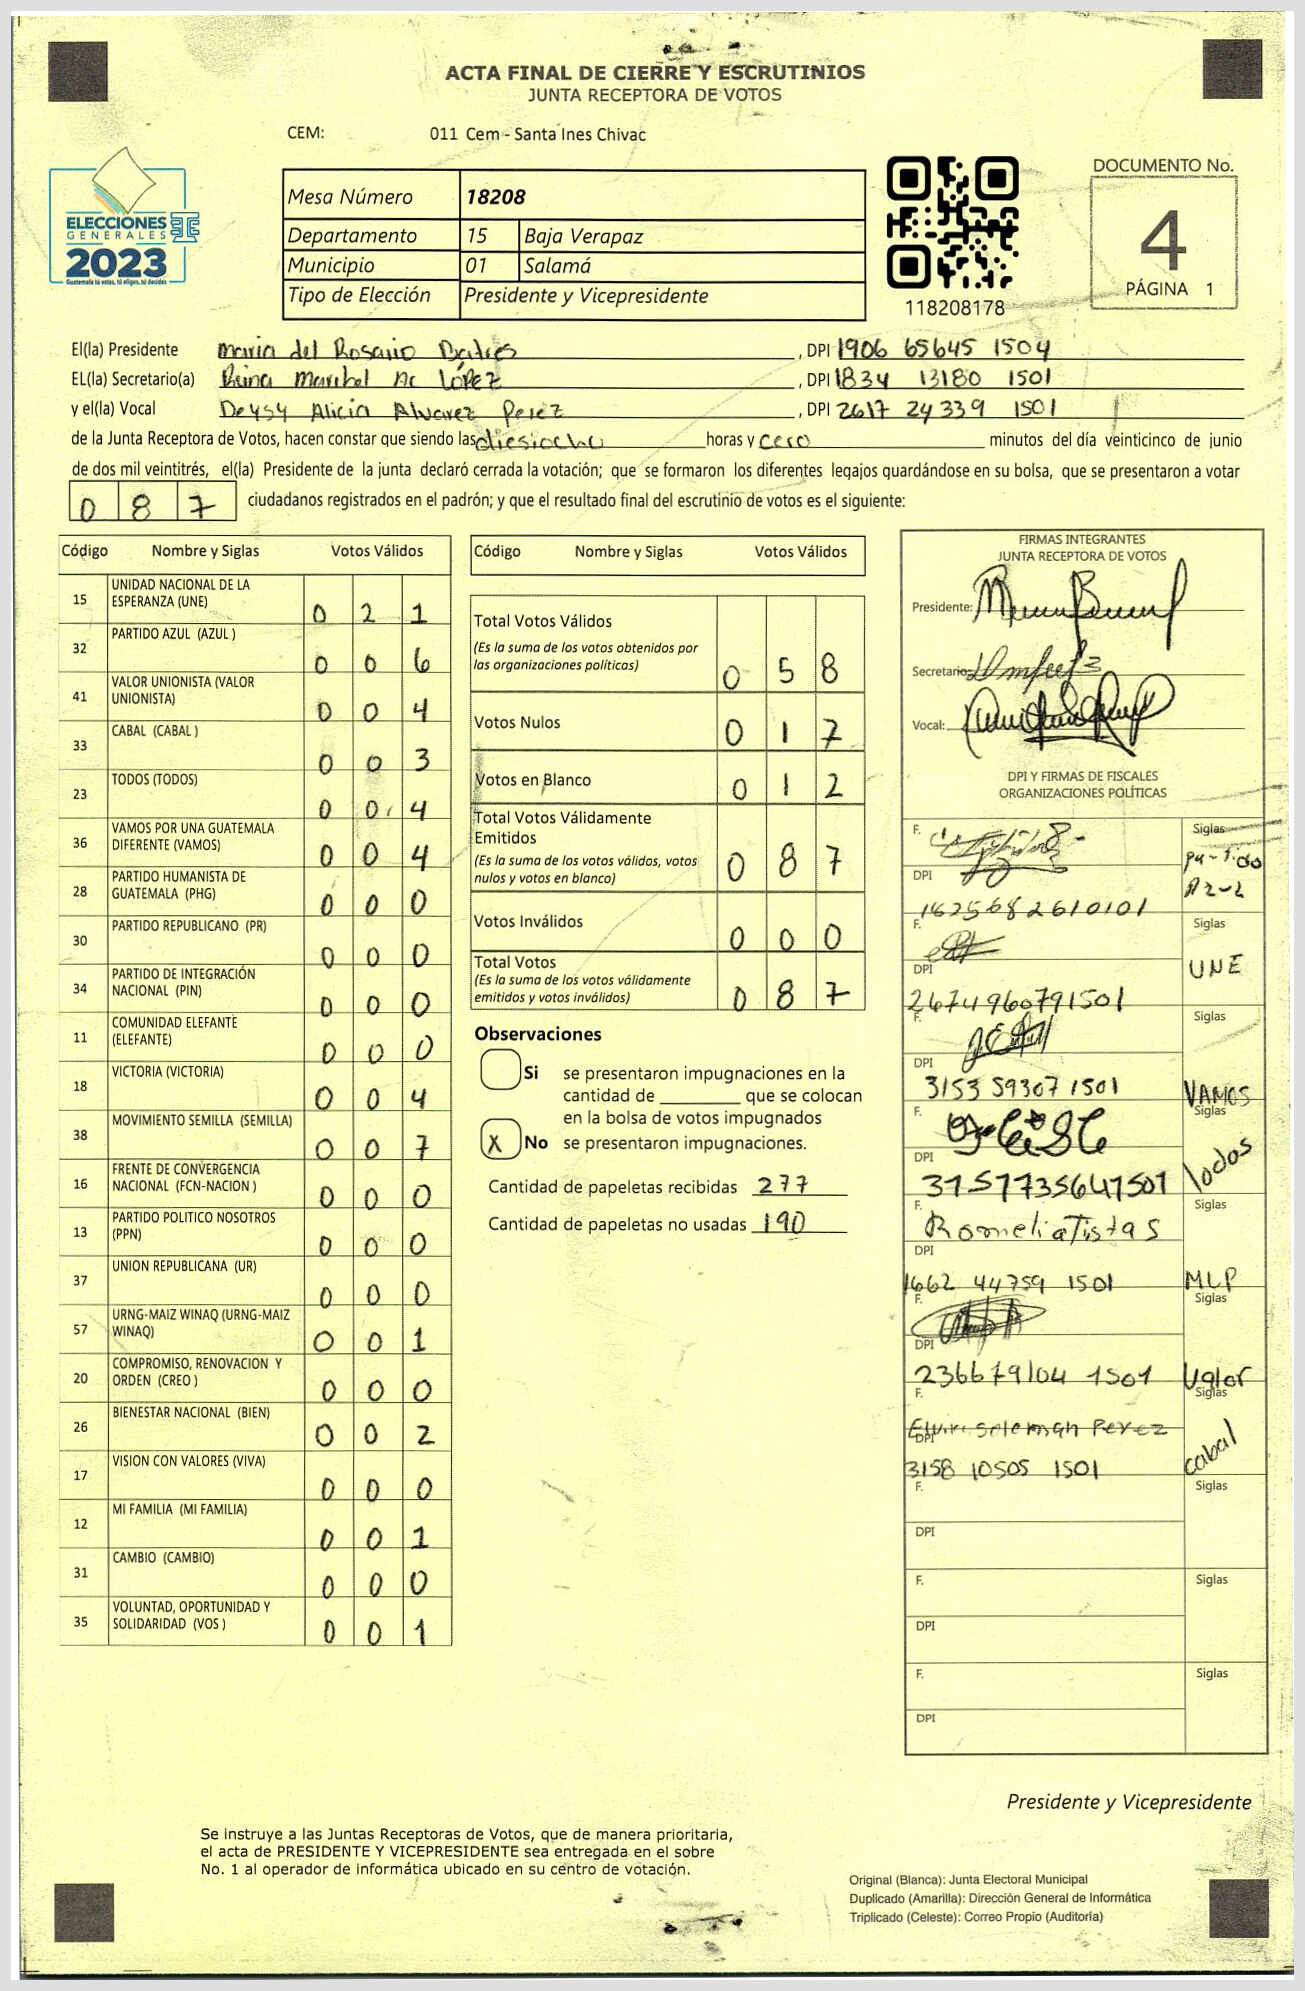 ACTA FINAL DE CIERRE Y ESCRUTINIOS
JUNTA RECEPTORA DE VOTOS
CEM: 011 Cem - Santa Ines Chivac
ELECCIONES
GENERALES
2023
Guatemala tú votas, tú eliges, tú decides
Mesa Número 18208
Departamento 15 Baja Verapaz
Municipio 01 Salamá
Tipo de Elección Presidente y Vicepresidente
118208178
DOCUMENTO No.
4
PÁGINA 1
El(la) Presidente Maria del Rosario Batres , DPI 1906 65645 1504
EL(la) Secretario(a) Reina Maribel Ac López , DPI 1834 13180 1501
y el(la) Vocal Deysy Alicia Alvarez Perez , DPI 2617 24339 1501
de la Junta Receptora de Votos, hacen constar que siendo las diesiocho horas y cero minutos del día veinticinco de junio
de dos mil veintitrés, el(la) Presidente de la junta declaró cerrada la votación; que se formaron los diferentes legajos guardándose en su bolsa, que se presentaron a votar
0 8 7 ciudadanos registrados en el padrón; y que el resultado final del escrutinio de votos es el siguiente:
Código Nombre y Siglas Votos Válidos
15 UNIDAD NACIONAL DE LA ESPERANZA (UNE) 0 2 1
32 PARTIDO AZUL (AZUL ) 0 0 6
41 VALOR UNIONISTA (VALOR UNIONISTA) 0 0 4
33 CABAL (CABAL ) 0 0 3
23 TODOS (TODOS) 0 0 4
36 VAMOS POR UNA GUATEMALA DIFERENTE (VAMOS) 0 0 4
28 PARTIDO HUMANISTA DE GUATEMALA (PHG) 0 0 0
30 PARTIDO REPUBLICANO (PR) 0 0 0
34 PARTIDO DE INTEGRACIÓN NACIONAL (PIN) 0 0 0
11 COMUNIDAD ELEFANTE (ELEFANTE) 0 0 0
18 VICTORIA (VICTORIA) 0 0 4
38 MOVIMIENTO SEMILLA (SEMILLA) 0 0 7
16 FRENTE DE CONVERGENCIA NACIONAL (FCN-NACION ) 0 0 0
13 PARTIDO POLITICO NOSOTROS (PPN) 0 0 0
37 UNION REPUBLICANA (UR) 0 0 0
57 URNG-MAIZ WINAQ (URNG-MAIZ WINAQ) 0 0 1
20 COMPROMISO, RENOVACION Y ORDEN (CREO ) 0 0 0
26 BIENESTAR NACIONAL (BIEN) 0 0 2
17 VISION CON VALORES (VIVA) 0 0 0
12 MI FAMILIA (MI FAMILIA) 0 0 1
31 CAMBIO (CAMBIO) 0 0 0
35 VOLUNTAD, OPORTUNIDAD Y SOLIDARIDAD (VOS ) 0 0 1
Código Nombre y Siglas Votos Válidos
Total Votos Válidos
(Es la suma de los votos obtenidos por
las organizaciones políticas) 0 5 8
Votos Nulos 0 1 7
Votos en Blanco 0 1 2
Total Votos Válidamente
Emitidos
(Es la suma de los votos válidos, votos
nulos y votos en blanco) 0 8 7
Votos Inválidos 0 0 0
Total Votos
(Es la suma de los votos válidamente
emitidos y votos inválidos) 0 8 7
Observaciones
Si se presentaron impugnaciones en la
cantidad de ________ que se colocan
en la bolsa de votos impugnados
X No se presentaron impugnaciones.
Cantidad de papeletas recibidas 277
Cantidad de papeletas no usadas 190
FIRMAS INTEGRANTES
JUNTA RECEPTORA DE VOTOS
Presidente:
Secretario:
Vocal:
DPI Y FIRMAS DE FISCALES
ORGANIZACIONES POLÍTICAS
F. Siglas
DPI
1625682610101
F. Siglas
UNE
DPI
2674960791501
F. Siglas
DPI
3153 59307 1501 VAMOS
F. Siglas
DPI Todos
3157735641501
F. Romelia Tistas Siglas
DPI
1662 44759 1501 MLP
F. Siglas
DPI
236679104 1501 Valor
F. Siglas
Perez
DPI cabal
3158 10505 1501
F. Siglas
DPI
F. Siglas
DPI
F. Siglas
DPI
Presidente y Vicepresidente
Se instruye a las Juntas Receptoras de Votos, que de manera prioritaria,
el acta de PRESIDENTE Y VICEPRESIDENTE sea entregada en el sobre
No. 1 al operador de informática ubicado en su centro de votación.
Original (Blanca): Junta Electoral Municipal
Duplicado (Amarilla): Dirección General de Informática
Triplicado (Celeste): Correo Propio (Auditoría)